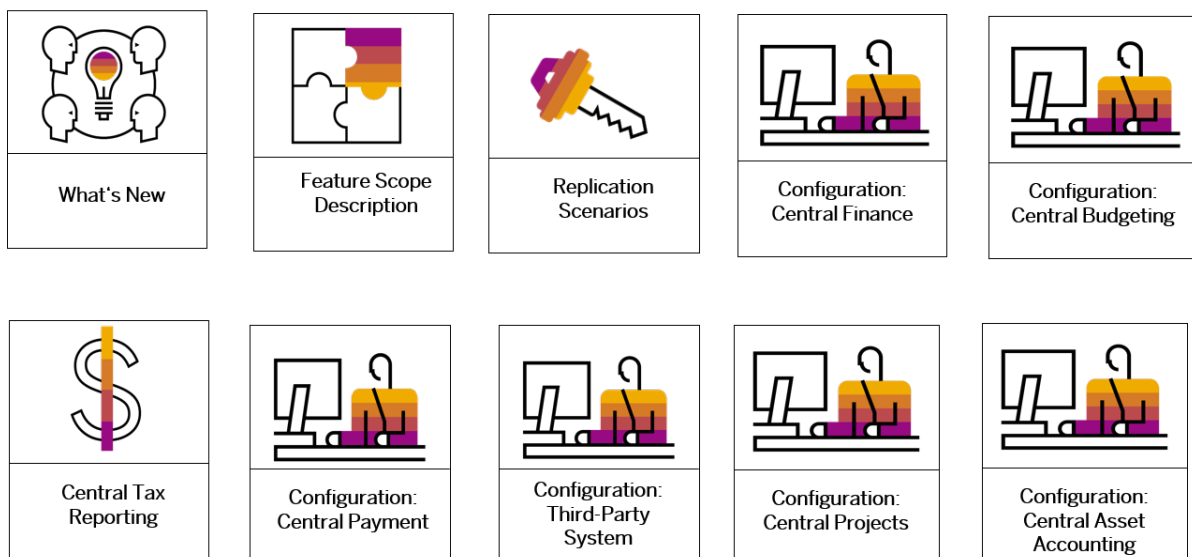 What's New
Feature Scope
Description
Replication
Scenarios
Configuration:
Central Finance
Configuration:
Central Budgeting
Central Tax
Reporting
Configuration:
Central Payment
Configuration:
Third-Party
System
Configuration:
Central Projects
Configuration:
Central Asset
Accounting